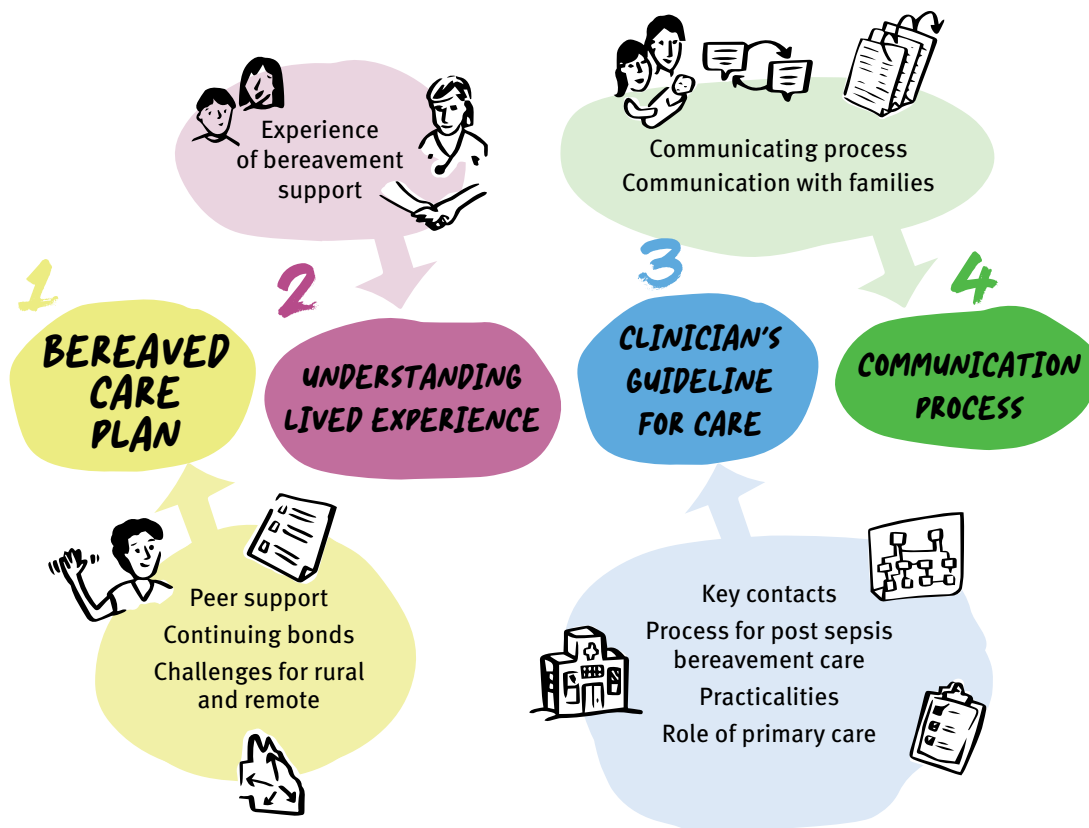 Experience
of bereavement
support
Communicating process
Communication with families
1
BEREAVED
CARE
PLAN
2
UNDERSTANDING
LIVED EXPERIENCE
3
CLINICIAN'S
GUIDELINE
FOR CARE
4
COMMUNICATION
PROCESS
Peer support
Continuing bonds
Challenges for rural
and remote
Key contacts
Process for post sepsis
bereavement care
Practicalities
Role of primary care